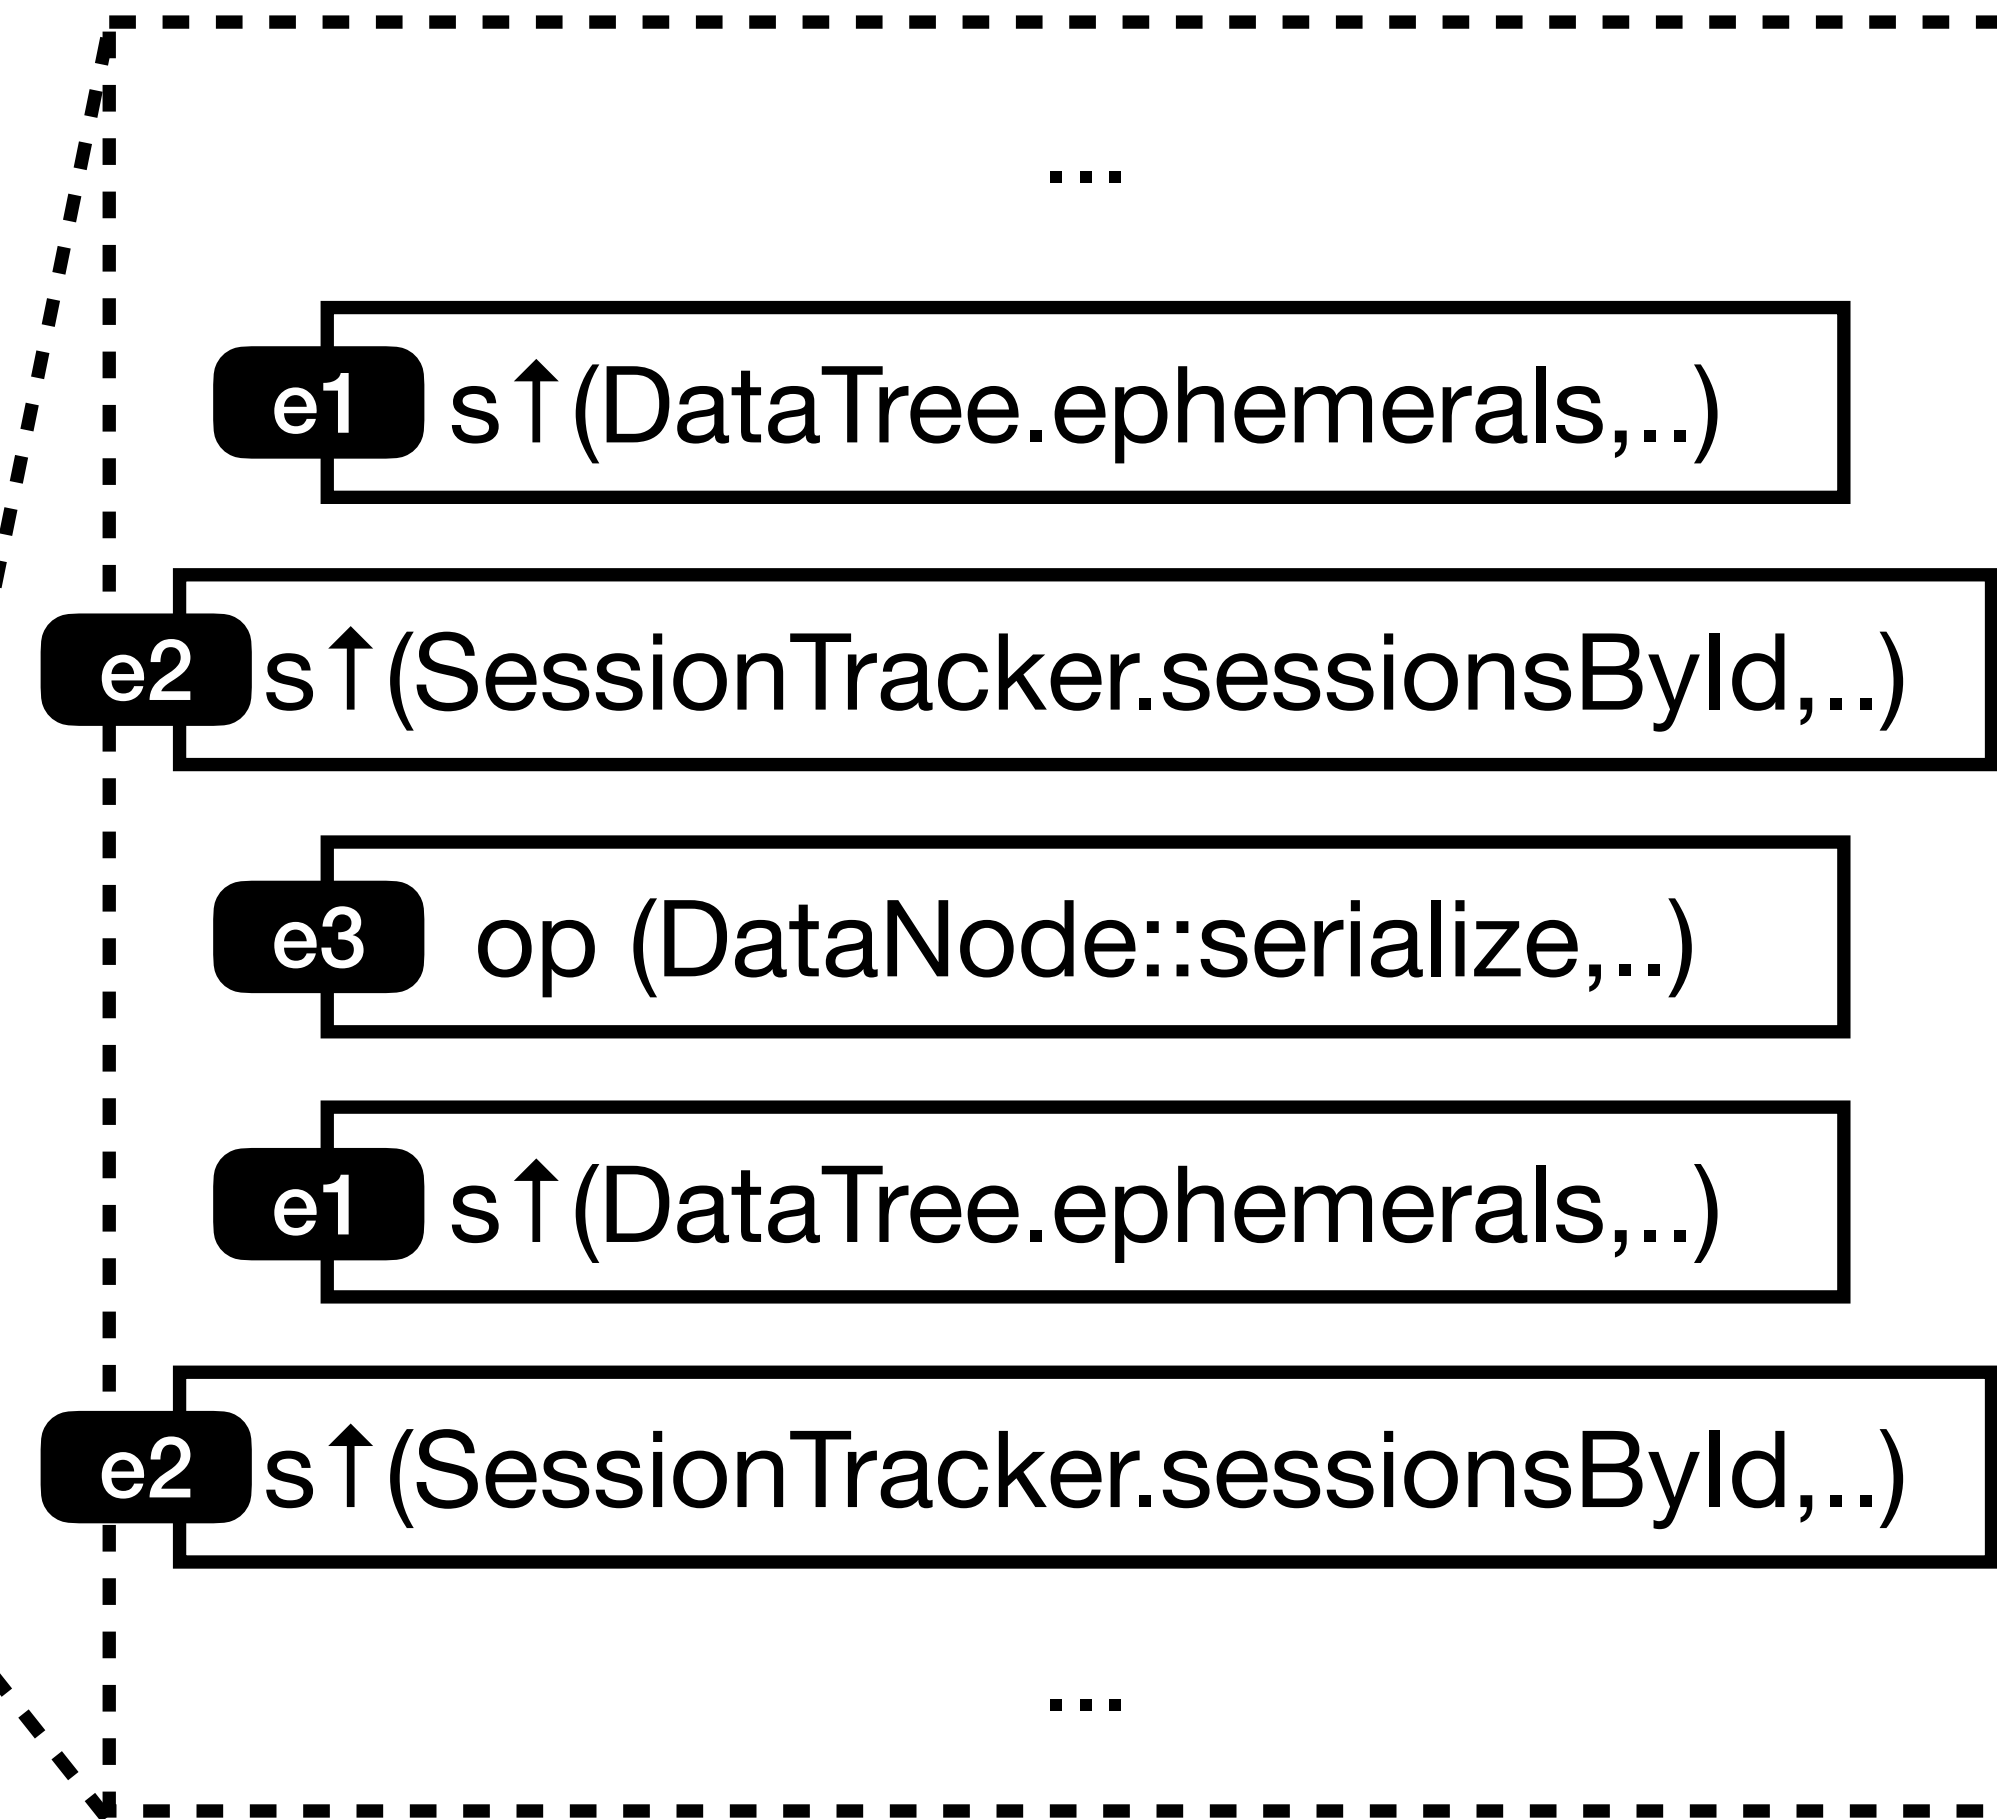 ...
e1 s↑(DataTree.ephemerals,..)
e2 s↑(SessionTracker.sessionsById,..)
e3 op (DataNode::serialize,..)
e1 s↑(DataTree.ephemerals,..)
e2 s↑(SessionTracker.sessionsById,..)
...